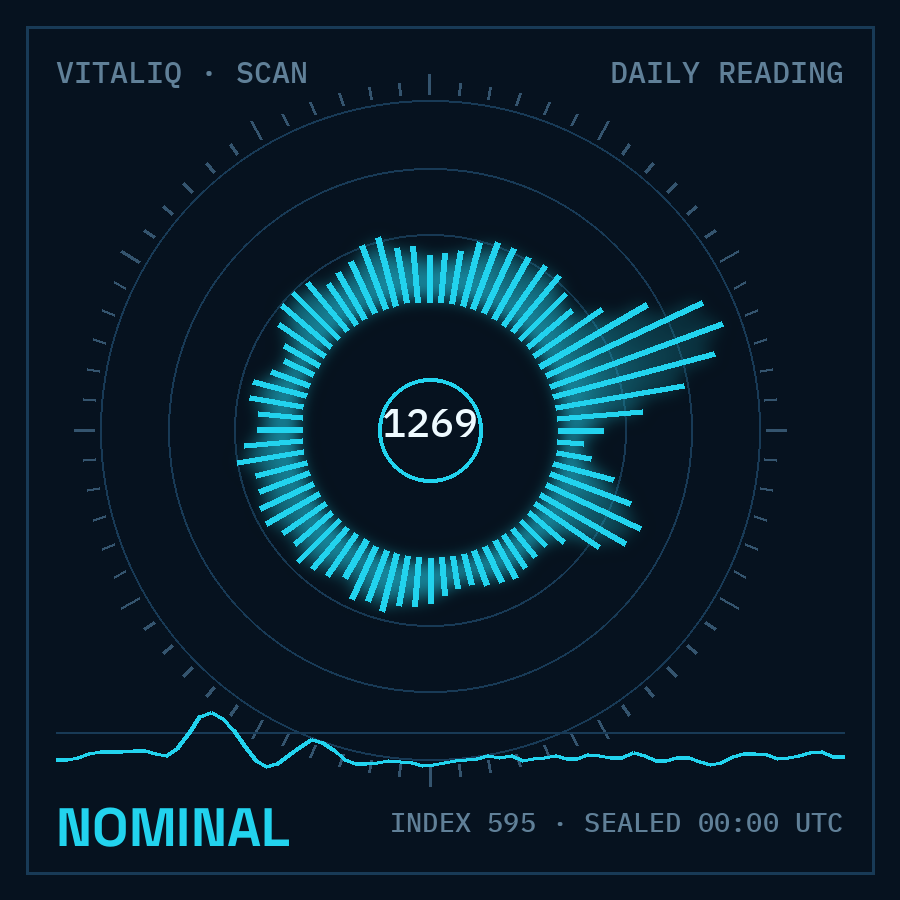 VITALIQ · SCAN
DAILY READING
1269
NOMINAL
INDEX 595 · SEALED 00:00 UTC